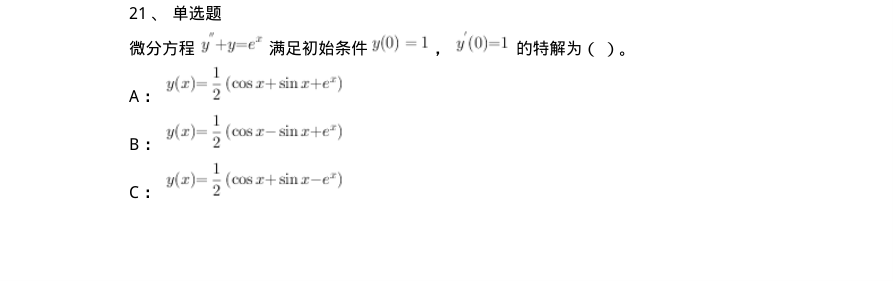 21 、 单选题
微分方程 y''+y=e^x 满足初始条件 y(0) = 1 ， y'(0)=1 的特解为（ ）。
A： y(x)= 1/2 (cos x+ sin x+e^x)
B： y(x)= 1/2 (cos x− sin x+e^x)
C： y(x)= 1/2 (cos x+ sin x−e^x)